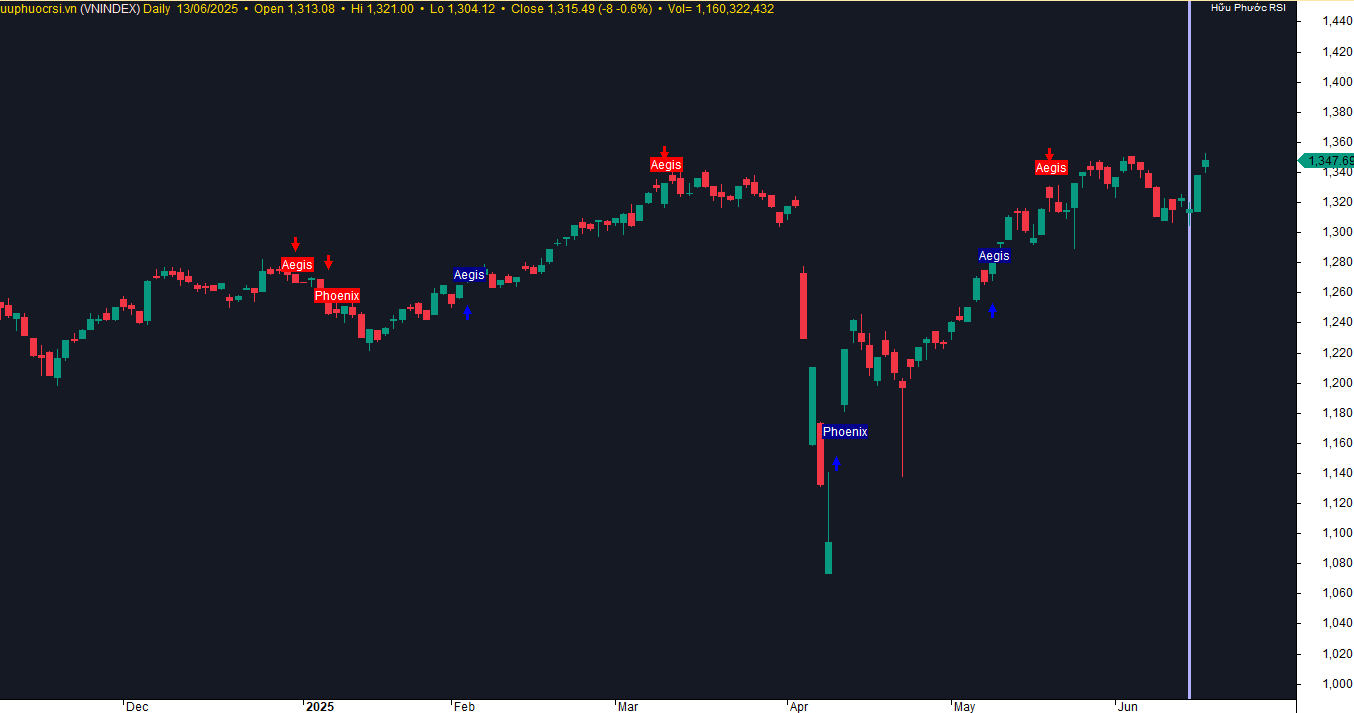 uuphuocrsi.vn (VNINDEX) Daily 13/06/2025 • Open 1,313.08 • Hi 1,321.00 • Lo 1,304.12 • Close 1,315.49 (-8 -0.6%) • Vol= 1,160,322,432
Hữu Phước RSI
1,440
1,420
1,400
1,380
1,360
1,347.69
1,340
1,320
1,300
1,280
1,260
1,240
1,220
1,200
1,180
1,160
1,140
1,120
1,100
1,080
1,060
1,040
1,020
1,000
Aegis
Aegis
Aegis
Aegis
Aegis
Phoenix
Phoenix
Dec
2025
Feb
Mar
Apr
May
Jun